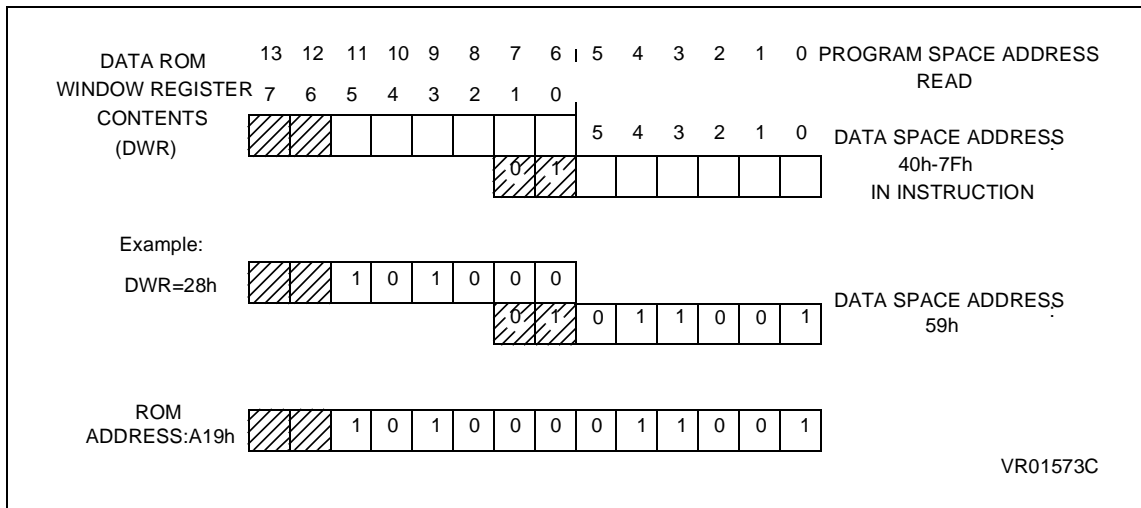 DATA ROM
WINDOW REGISTER
CONTENTS
(DWR)
13 12 11 10 9 8 7 6 5 4 3 2 1 0
PROGRAM SPACE ADDRESS
READ
7 6 5 4 3 2 1 0
5 4 3 2 1 0
DATA SPACE ADDRESS
:
40h-7Fh
IN INSTRUCTION
0 1
Example:
DWR=28h
1 0 1 0 0 0
0 1 0 1 1 0 0 1
DATA SPACE ADDRESS
:
59h
ROM
ADDRESS:A19h
1 0 1 0 0 0 0 1 1 0 0 1
VR01573C